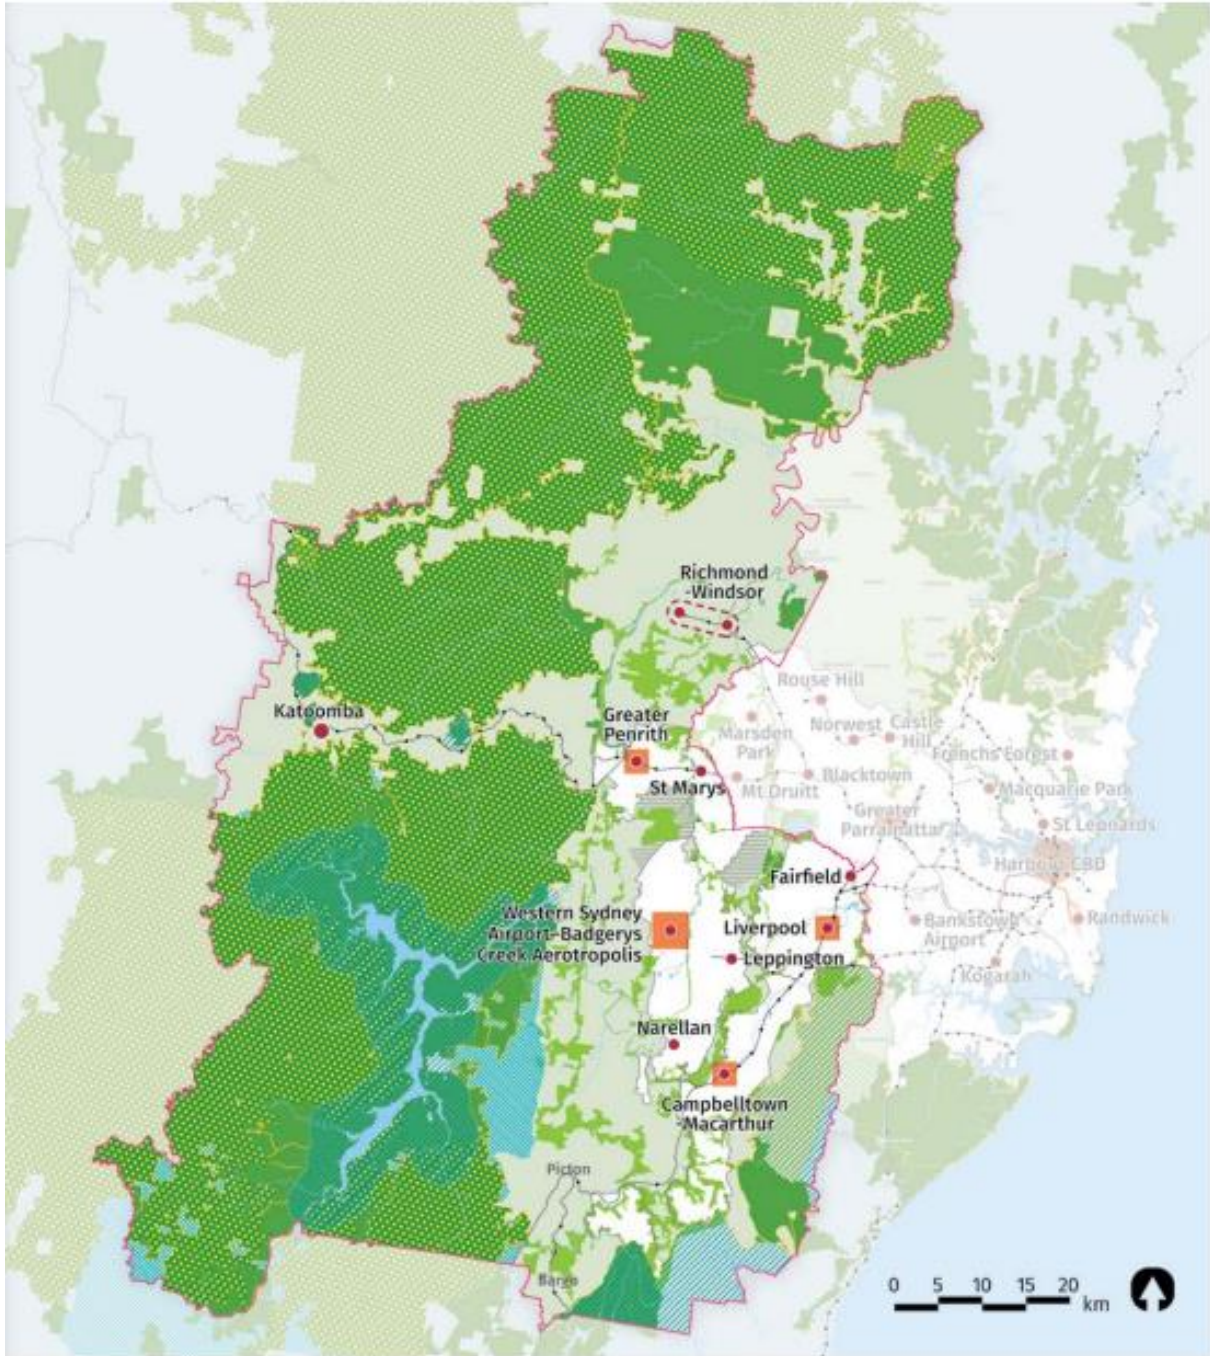 Richmond
-Windsor
Rouse Hill
Katoomba
Greater
Penrith
Marsden
Park
Norwest
Castle
Hill
Frenchs Forest
St Marys
Mt Druitt
Blacktown
Macquarie Park
Greater
Parramatta
St Leonards
Harbour CBD
Fairfield
Western Sydney
Airport-Badgerys
Creek Aerotropolis
Liverpool
Bankstown
Airport
Randwick
Leppington
Kogarah
Narellan
Campbelltown
-Macarthur
Picton
Bargo
0 5 10 15 20
km